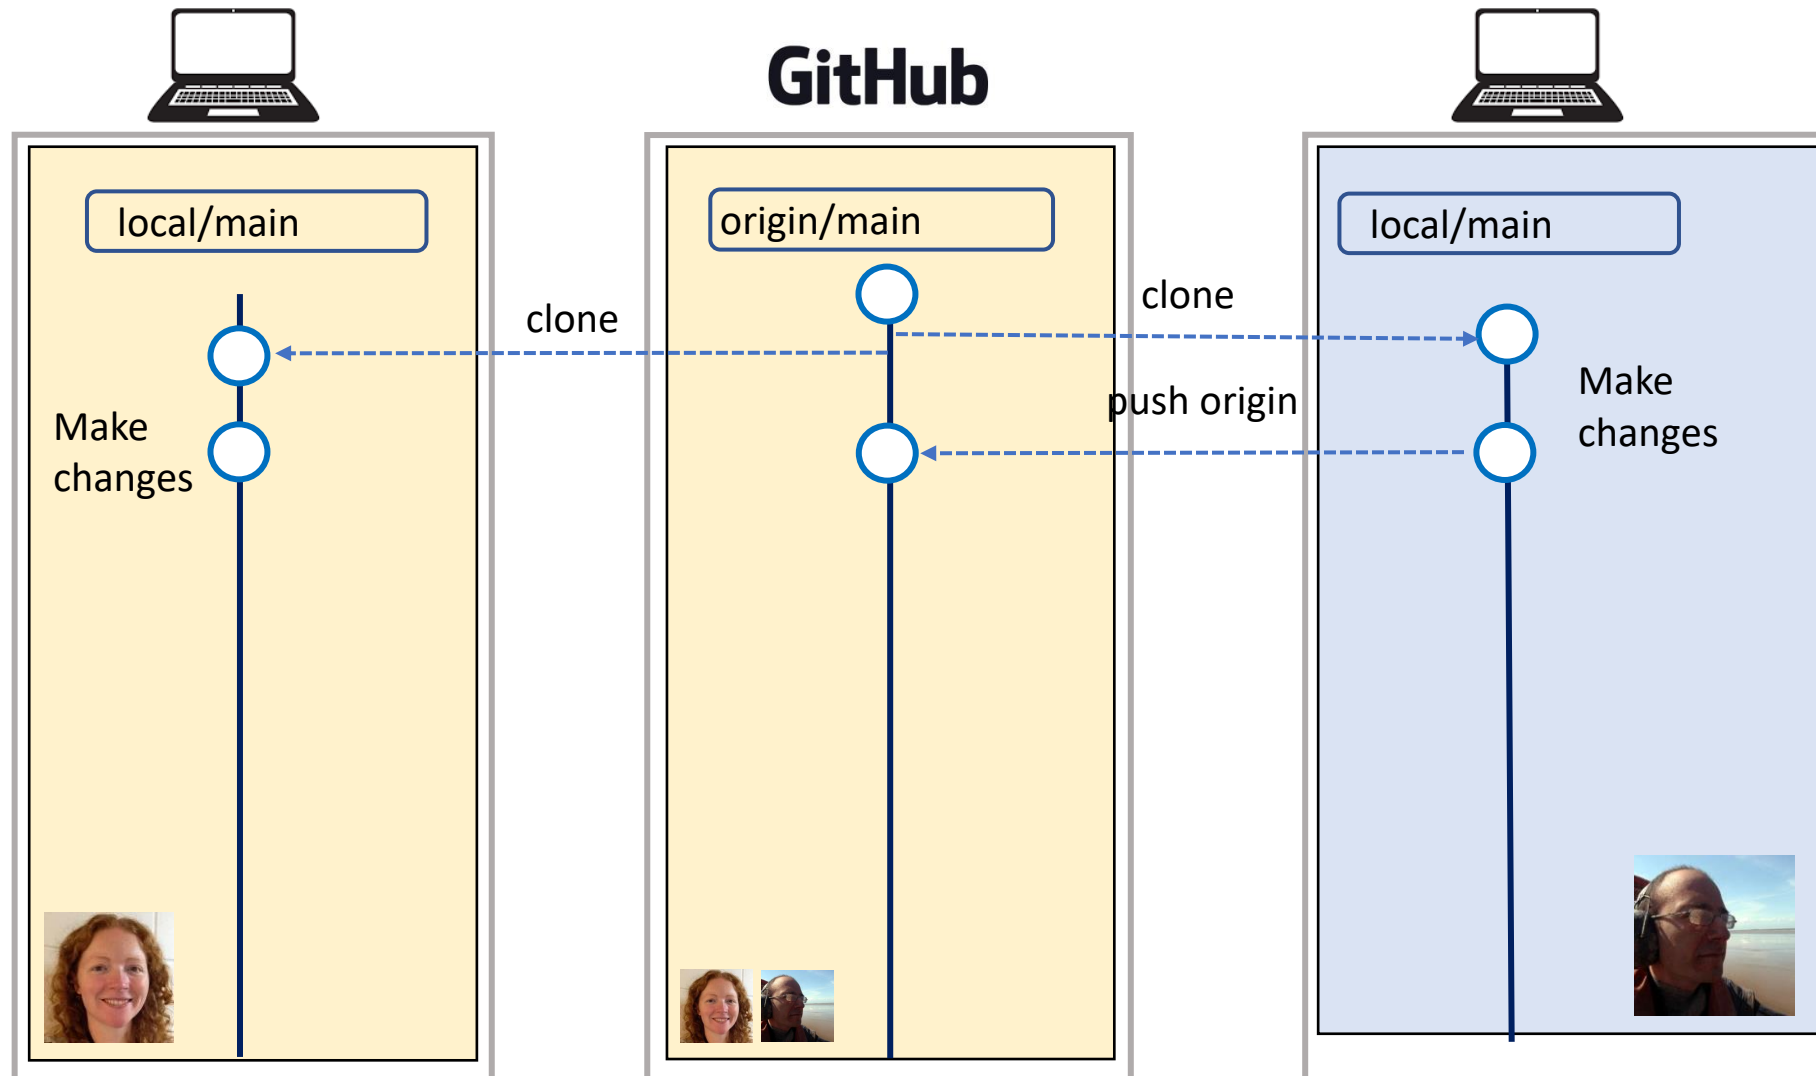 GitHub
local/main
origin/main
local/main
clone
clone
push origin
Make
changes
Make
changes